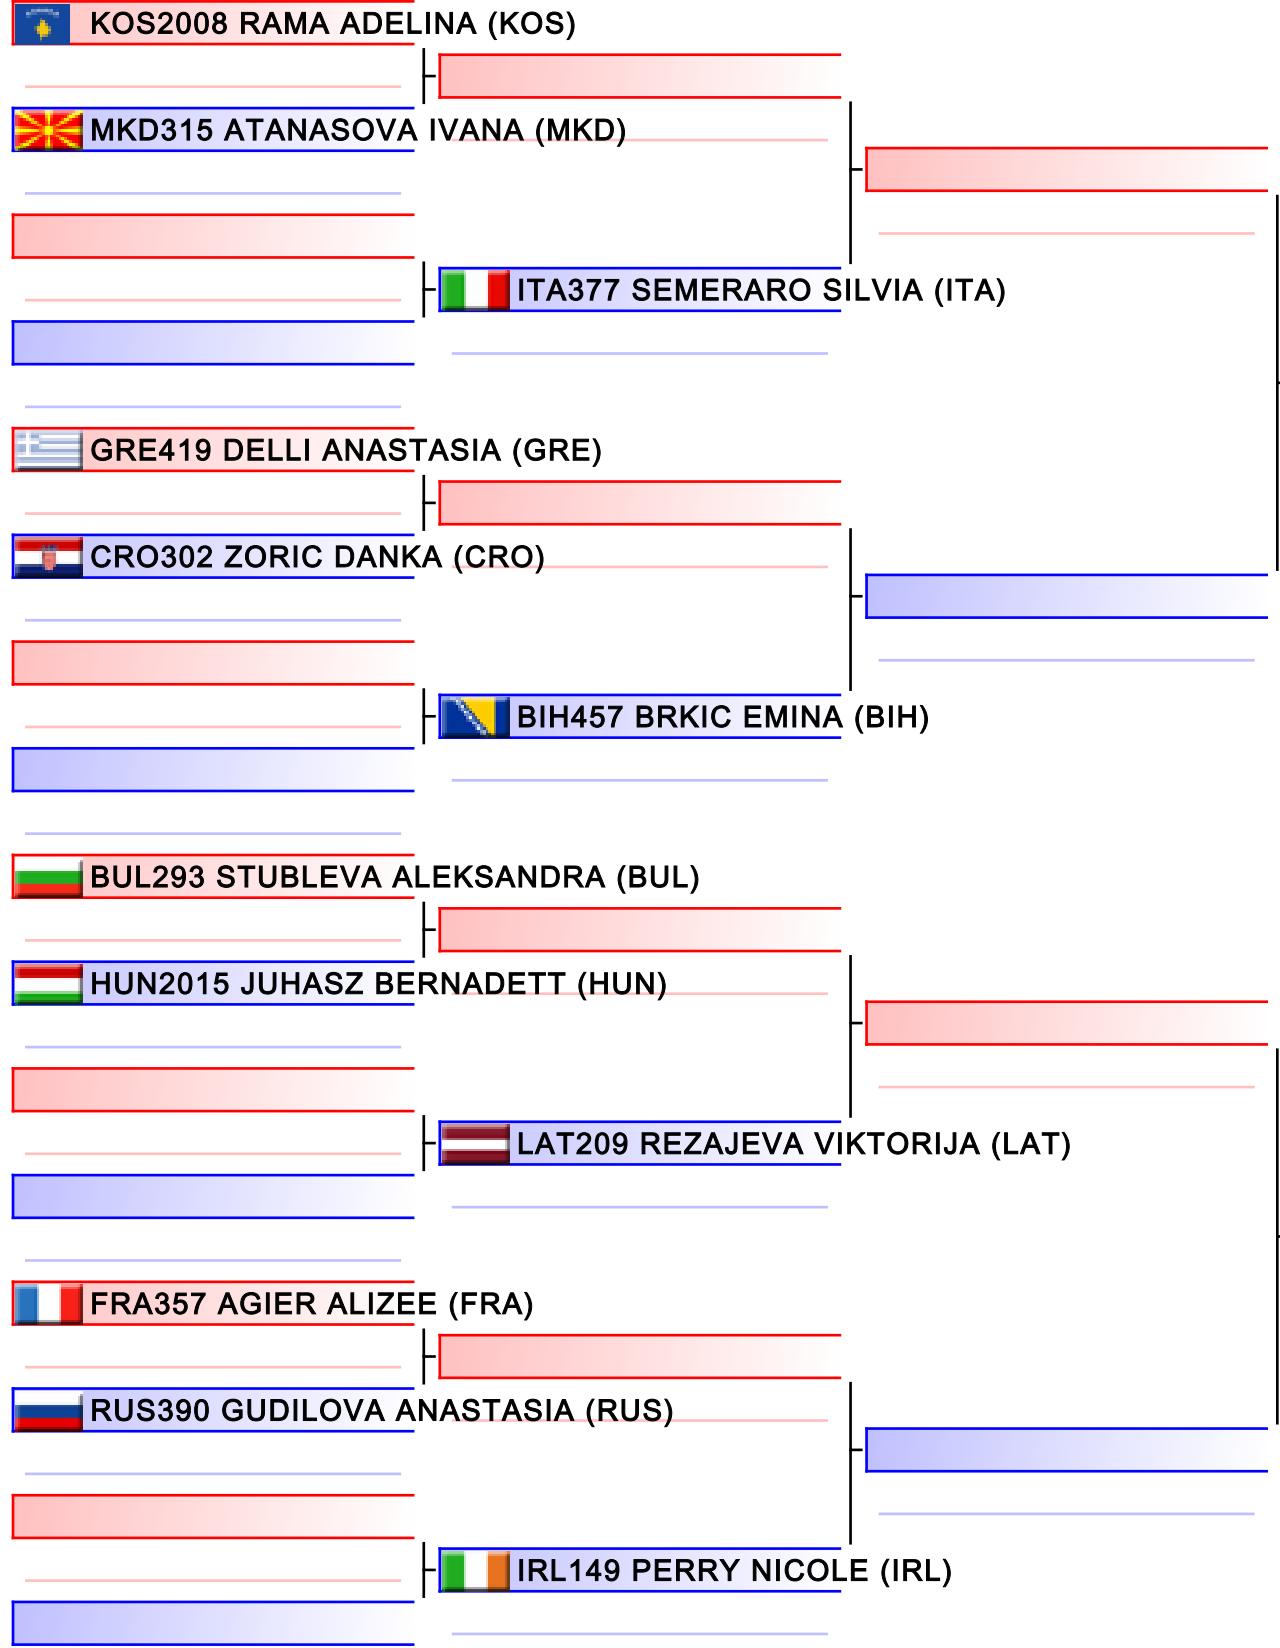 KOS2008 RAMA ADELINA (KOS)
MKD315 ATANASOVA IVANA (MKD)
ITA377 SEMERARO SILVIA (ITA)
GRE419 DELLI ANASTASIA (GRE)
CRO302 ZORIC DANKA (CRO)
BIH457 BRKIC EMINA (BIH)
BUL293 STUBLEVA ALEKSANDRA (BUL)
HUN2015 JUHASZ BERNADETT (HUN)
LAT209 REZAJEVA VIKTORIJA (LAT)
FRA357 AGIER ALIZEE (FRA)
RUS390 GUDILOVA ANASTASIA (RUS)
IRL149 PERRY NICOLE (IRL)